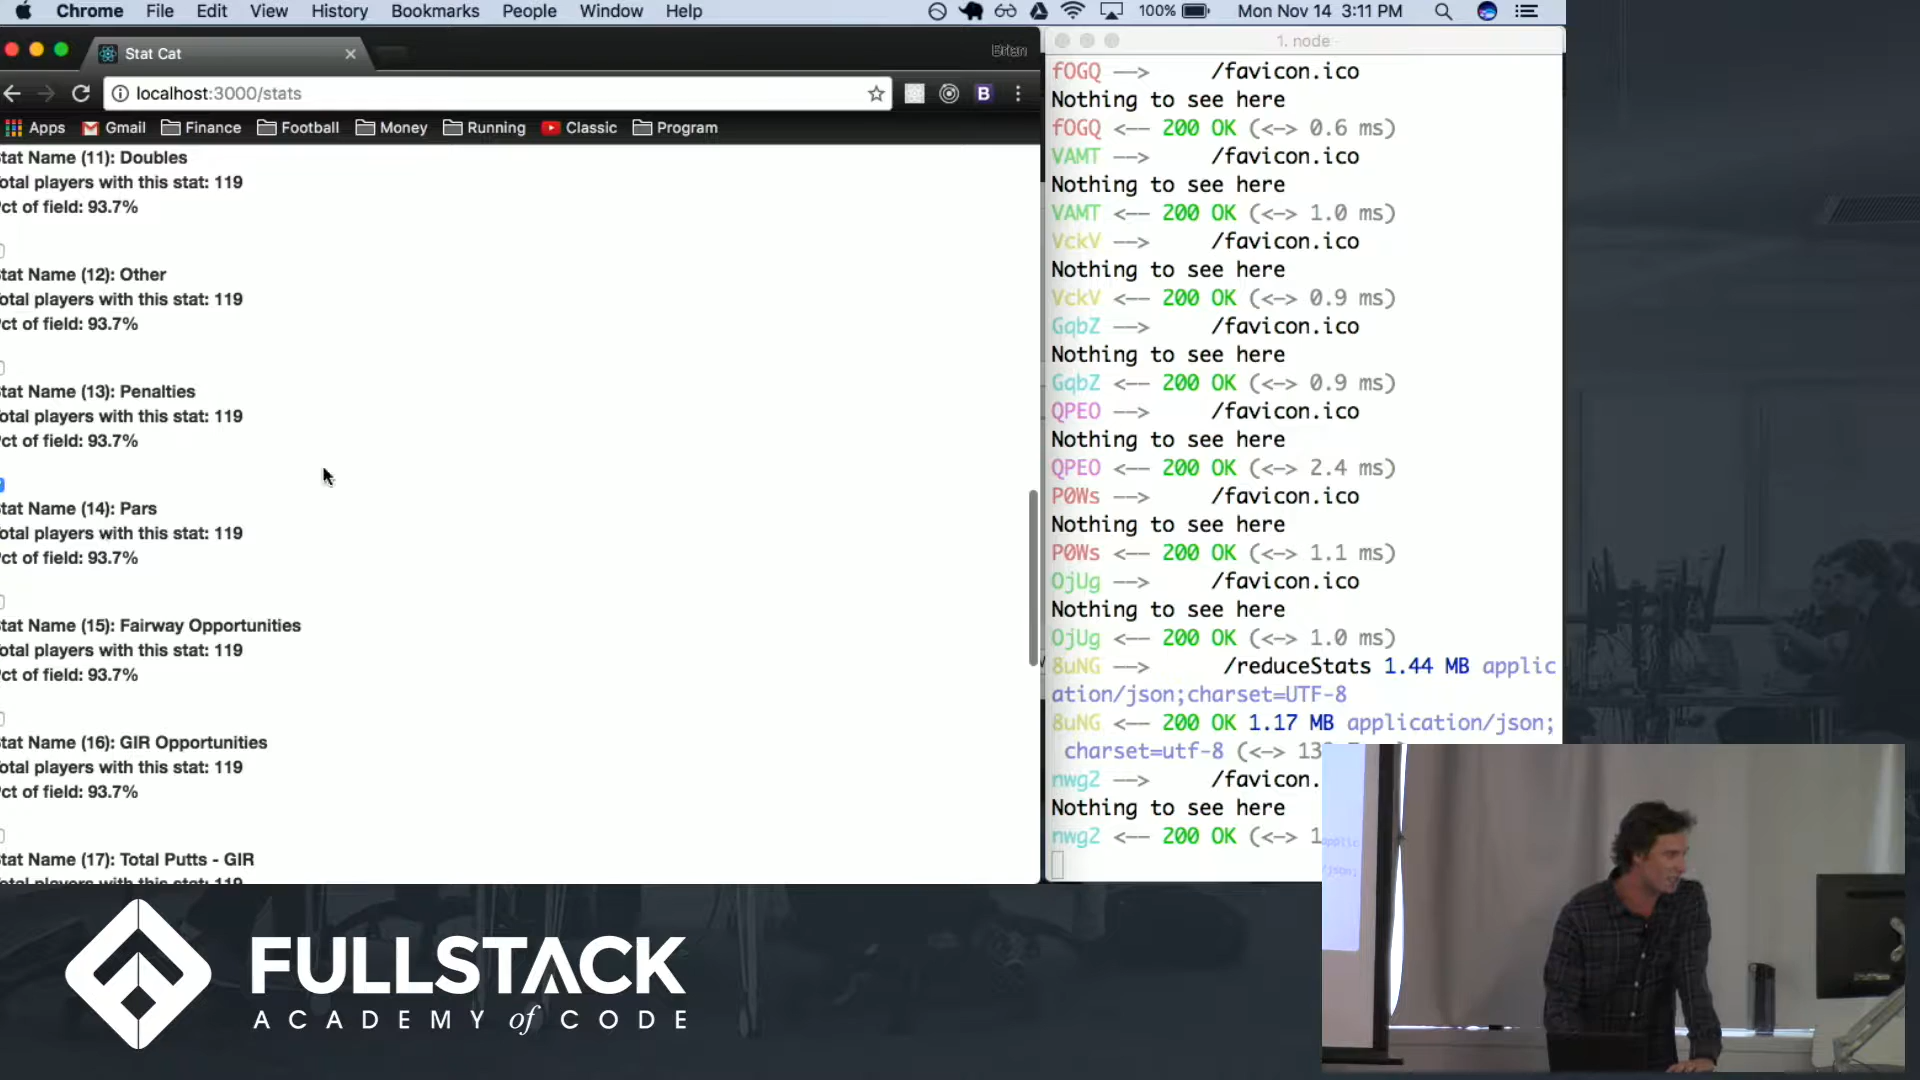 Chrome File Edit View History Bookmarks People Window Help
100% Mon Nov 14 3:11 PM
Stat Cat
Brian
localhost:3000/stats
B
Apps Gmail Finance Football Money Running Classic Program
tat Name (11): Doubles
otal players with this stat: 119
ct of field: 93.7%
tat Name (12): Other
otal players with this stat: 119
ct of field: 93.7%
tat Name (13): Penalties
otal players with this stat: 119
ct of field: 93.7%
tat Name (14): Pars
otal players with this stat: 119
ct of field: 93.7%
tat Name (15): Fairway Opportunities
otal players with this stat: 119
ct of field: 93.7%
tat Name (16): GIR Opportunities
otal players with this stat: 119
ct of field: 93.7%
tat Name (17): Total Putts - GIR
otal players with this stat: 119
1. node
fOGQ —-> /favicon.ico
Nothing to see here
fOGQ <—- 200 OK (<-> 0.6 ms)
VAMT —-> /favicon.ico
Nothing to see here
VAMT <—- 200 OK (<-> 1.0 ms)
VckV —-> /favicon.ico
Nothing to see here
VckV <—- 200 OK (<-> 0.9 ms)
GqbZ —-> /favicon.ico
Nothing to see here
GqbZ <—- 200 OK (<-> 0.9 ms)
QPEO —-> /favicon.ico
Nothing to see here
QPEO <—- 200 OK (<-> 2.4 ms)
P0Ws —-> /favicon.ico
Nothing to see here
P0Ws <—- 200 OK (<-> 1.1 ms)
OjUg —-> /favicon.ico
Nothing to see here
OjUg <—- 200 OK (<-> 1.0 ms)
8uNG —-> /reduceStats 1.44 MB applic
ation/json;charset=UTF-8
8uNG <—- 200 OK 1.17 MB application/json;
charset=utf-8 (<-> 13
nwg2 —-> /favicon.
Nothing to see here
nwg2 <—- 200 OK (<-> 1
FULLSTACK
ACADEMY of CODE